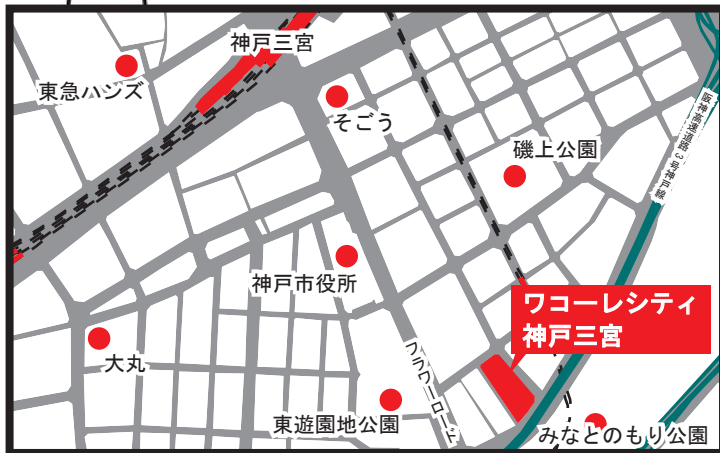 神戸三宮
東急ハンズ
そごう
磯上公園
阪神高速道路3号神戸線
神戸市役所
ワコーレシティ
神戸三宮
大丸
フラワーロード
東遊園地公園
みなとのもり公園